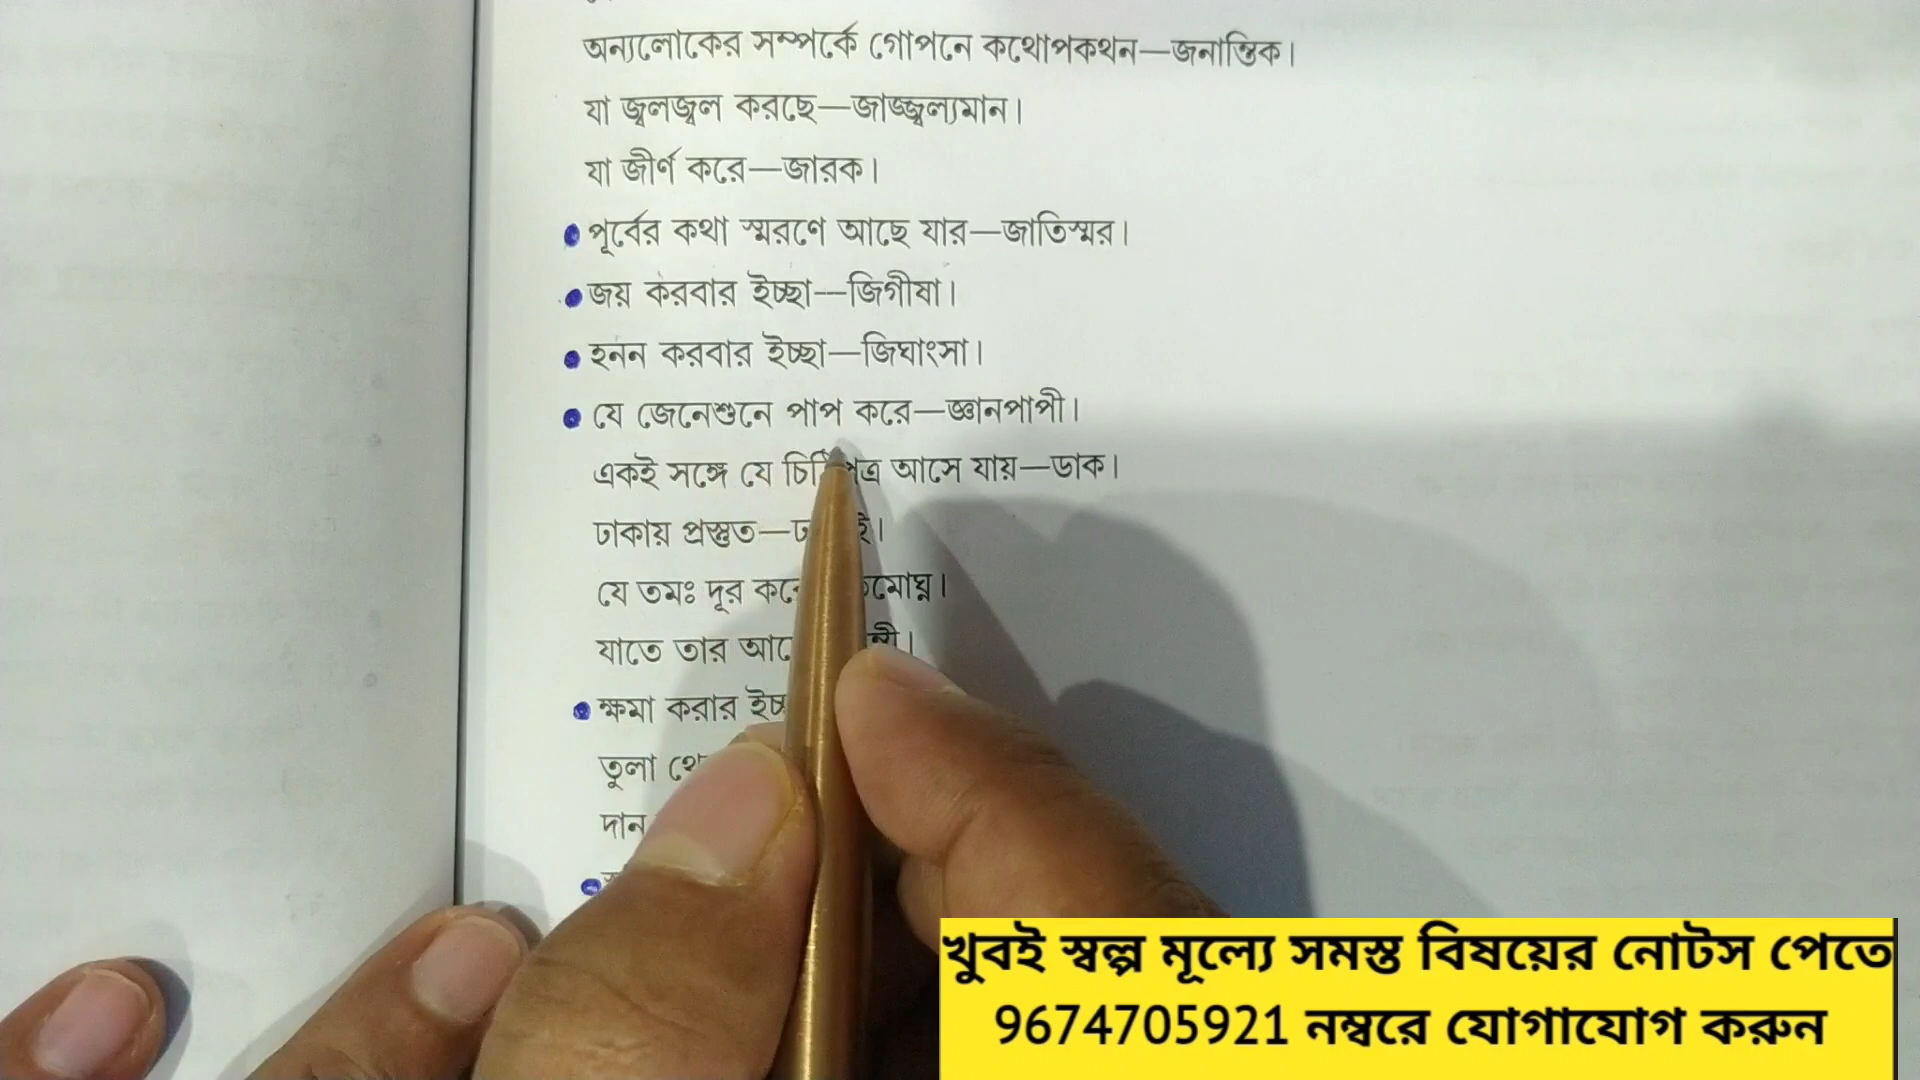 অন্যলোকের সম্পর্কে গোপনে কথোপকথন—জনান্তিক।
যা জ্বলজ্বল করছে—জাজ্জ্বল্যমান।
যা জীর্ণ করে—জারক।
পূর্বের কথা স্মরণে আছে যার—জাতিস্মর।
জয় করবার ইচ্ছা—জিগীষা।
হনন করবার ইচ্ছা—জিঘাংসা।
যে জেনেশুনে পাপ করে—জ্ঞানপাপী।
একই সঙ্গে যে আসে যায়—ডাক।
ঢাকায় প্রস্তুত—
যে তমঃ দূর
যাতে তার
ক্ষমা করার
তুলা
দান
খুবই স্বল্প মূল্যে সমস্ত বিষয়ের নোটস পেতে
9674705921 নম্বরে যোগাযোগ করুন